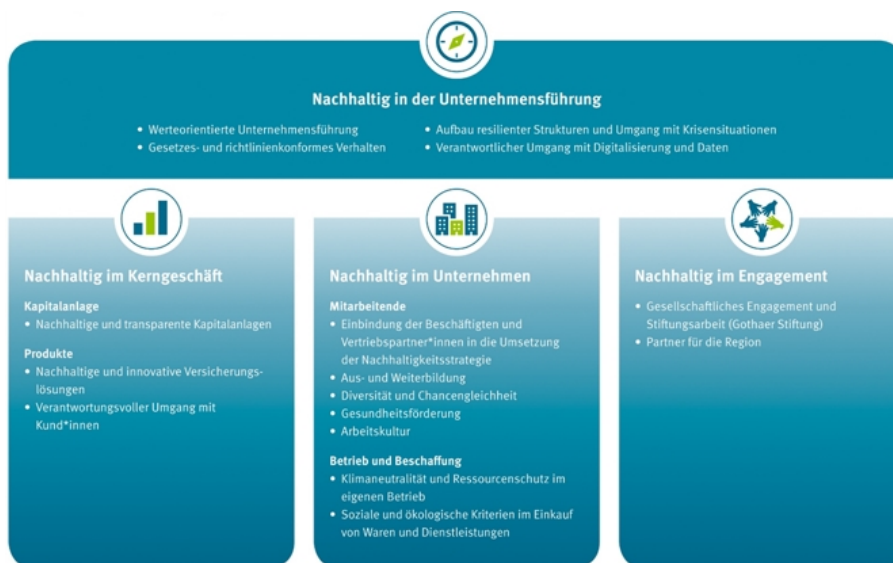 Nachhaltig in der Unternehmensführung
• Werteorientierte Unternehmensführung
• Gesetzes- und richtlinienkonformes Verhalten
• Aufbau resilienter Strukturen und Umgang mit Krisensituationen
• Verantwortlicher Umgang mit Digitalisierung und Daten
Nachhaltig im Kerngeschäft
Kapitalanlage
• Nachhaltige und transparente Kapitalanlagen
Produkte
• Nachhaltige und innovative Versicherungs-
lösungen
• Verantwortungsvoller Umgang mit
Kund*innen
Nachhaltig im Unternehmen
Mitarbeitende
• Einbindung der Beschäftigten und
Vertriebspartner*innen in die Umsetzung
der Nachhaltigkeitsstrategie
• Aus- und Weiterbildung
• Diversität und Chancengleichheit
• Gesundheitsförderung
• Arbeitskultur
Betrieb und Beschaffung
• Klimaneutralität und Ressourcenschutz im
eigenen Betrieb
• Soziale und ökologische Kriterien im Einkauf
von Waren und Dienstleistungen
Nachhaltig im Engagement
• Gesellschaftliches Engagement und
Stiftungsarbeit (Gothaer Stiftung)
• Partner für die Region